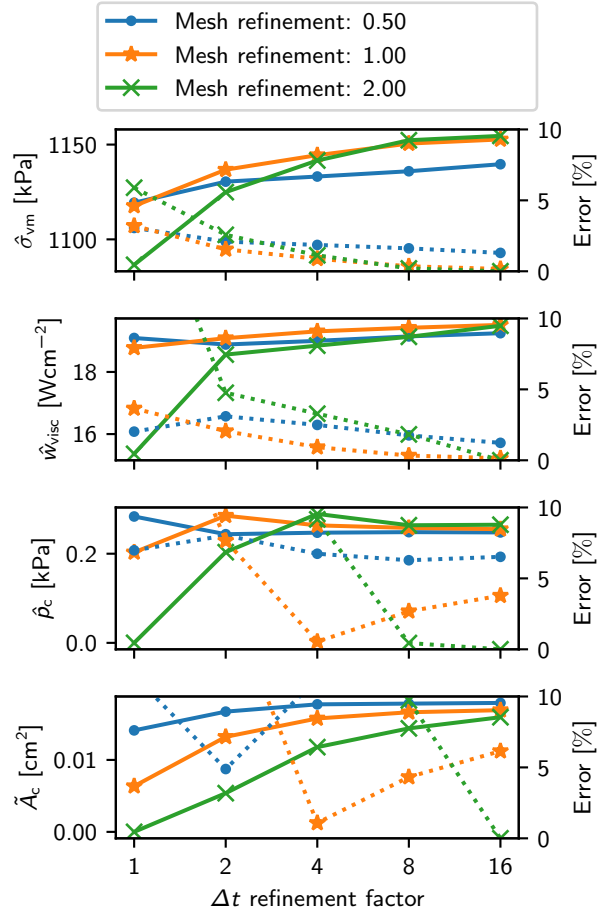 Mesh refinement: 0.50
Mesh refinement: 1.00
Mesh refinement: 2.00
σ̂vm [kPa]
1150
1100
10
5
0
Error [%]
ŵvisc [Wcm⁻²]
18
16
10
5
0
Error [%]
p̂c [kPa]
0.2
0.0
10
5
0
Error [%]
Ãc [cm²]
0.01
0.00
10
5
0
Error [%]
1 2 4 8 16
Δt refinement factor